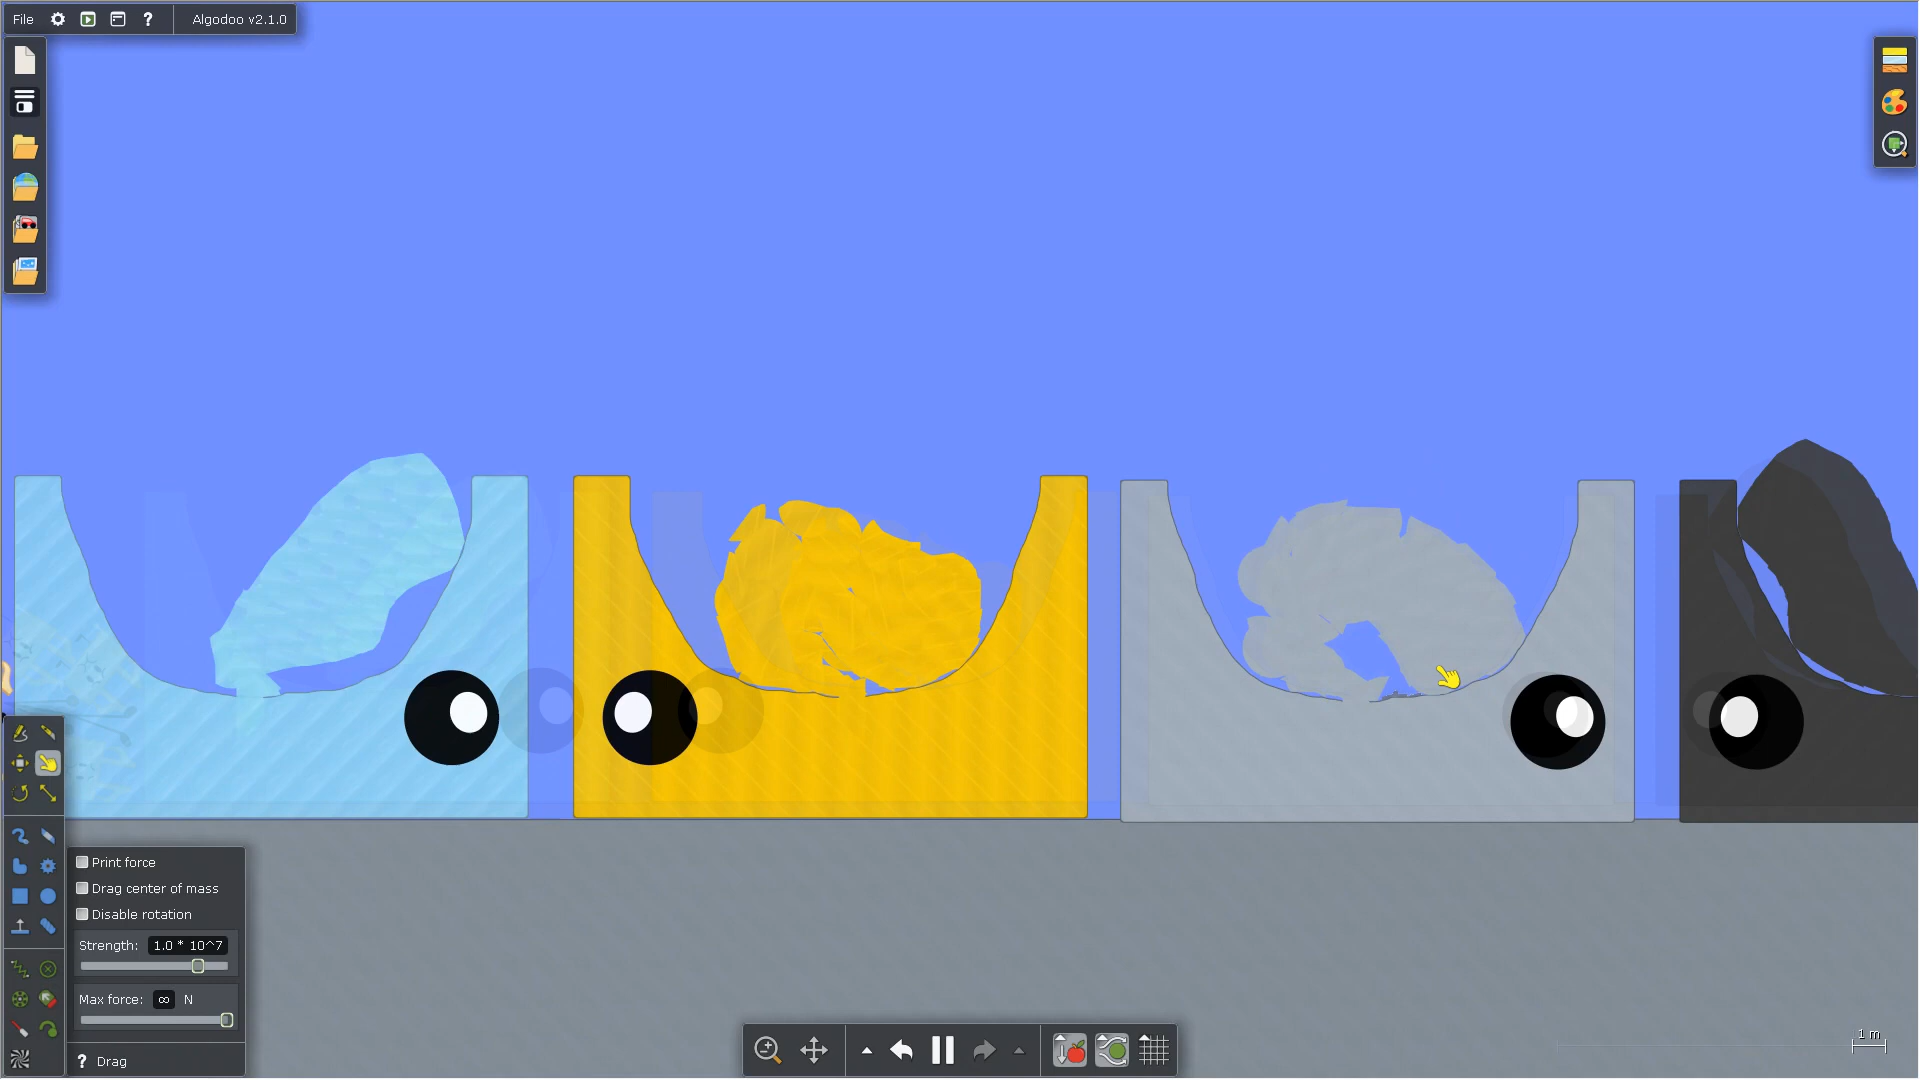 File ? Algodoo v2.1.0
Print force
Drag center of mass
Disable rotation
Strength: 1.0 * 10^7
Max force: ∞ N
? Drag
1 m